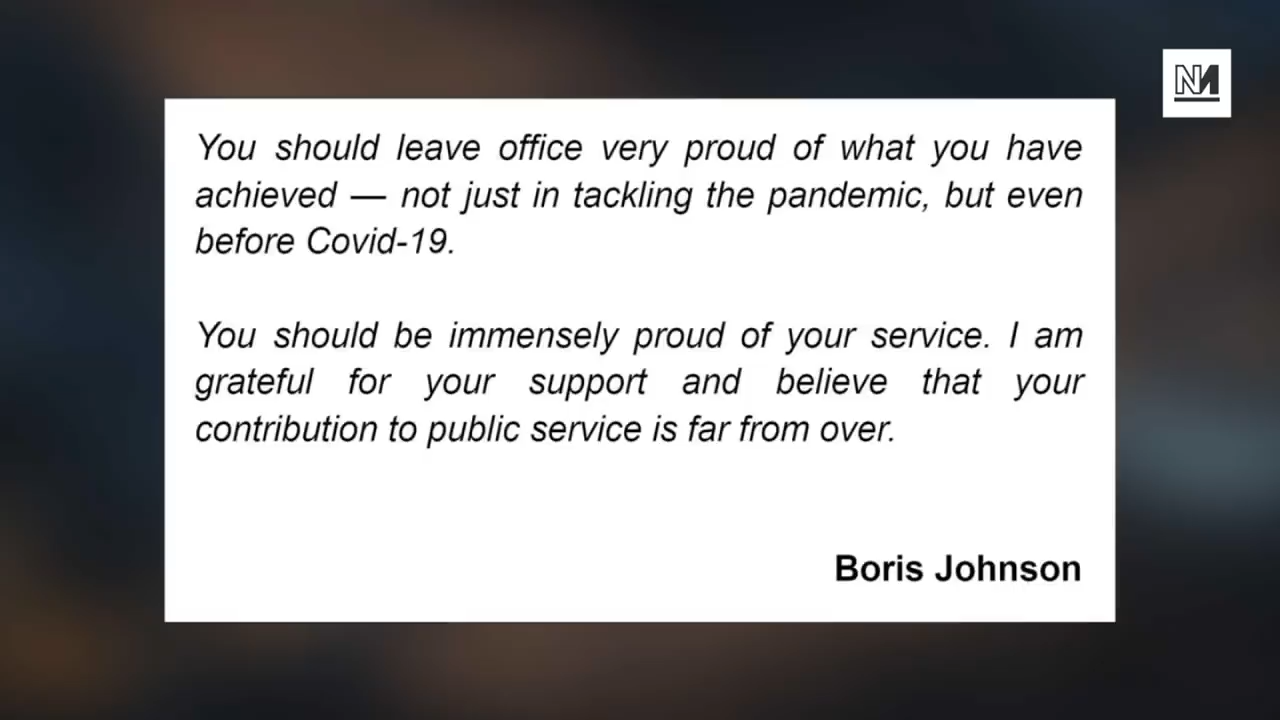 You should leave office very proud of what you have
achieved — not just in tackling the pandemic, but even
before Covid-19.
You should be immensely proud of your service. I am
grateful for your support and believe that your
contribution to public service is far from over.
Boris Johnson
NM